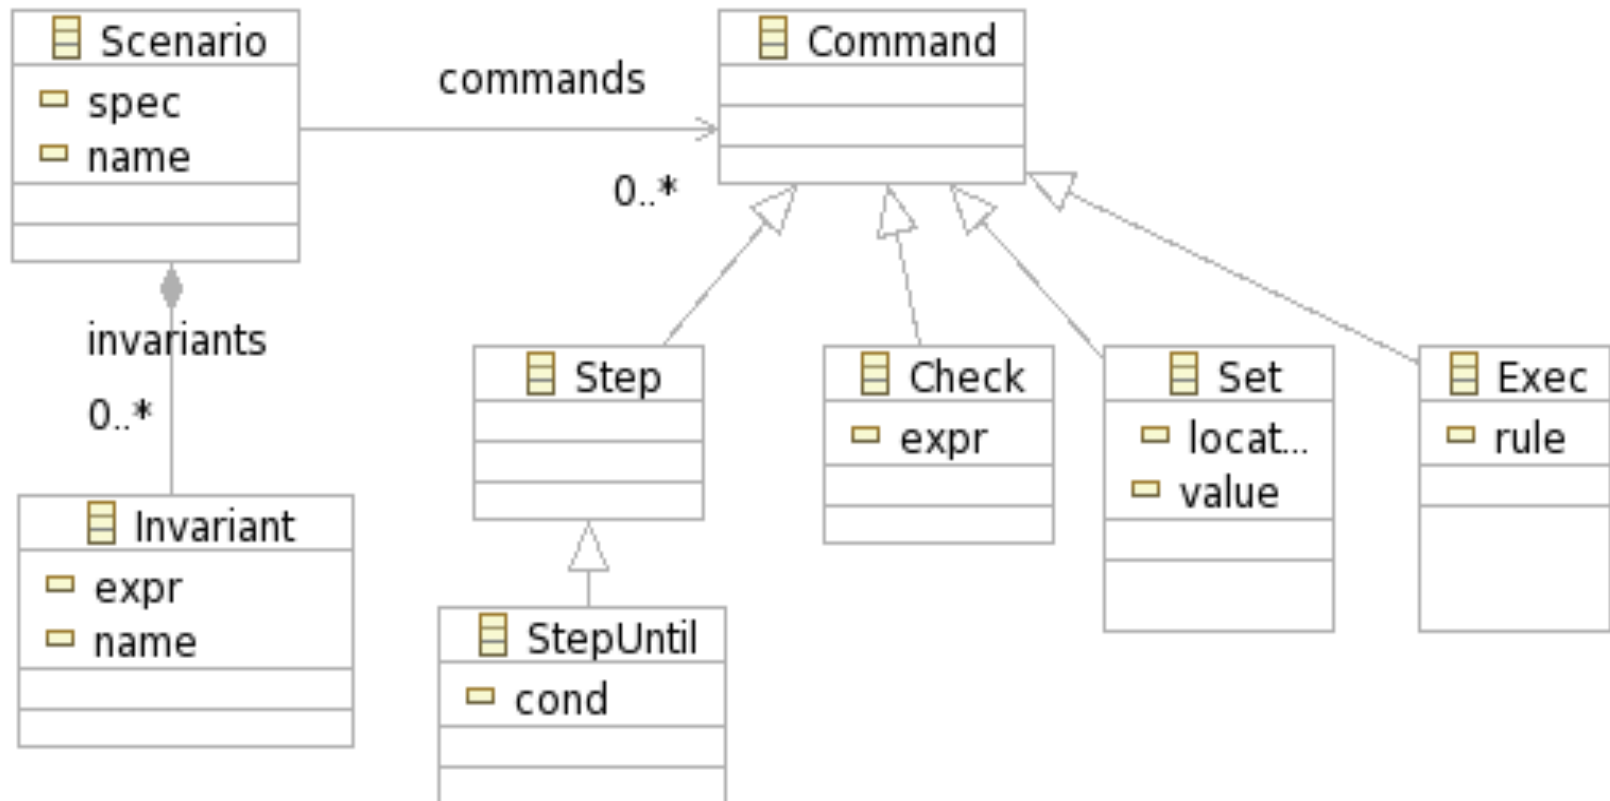 Scenario
spec
name
commands
0..*
Command
invariants
0..*
Invariant
expr
name
Step
StepUntil
cond
Check
expr
Set
locat...
value
Exec
rule